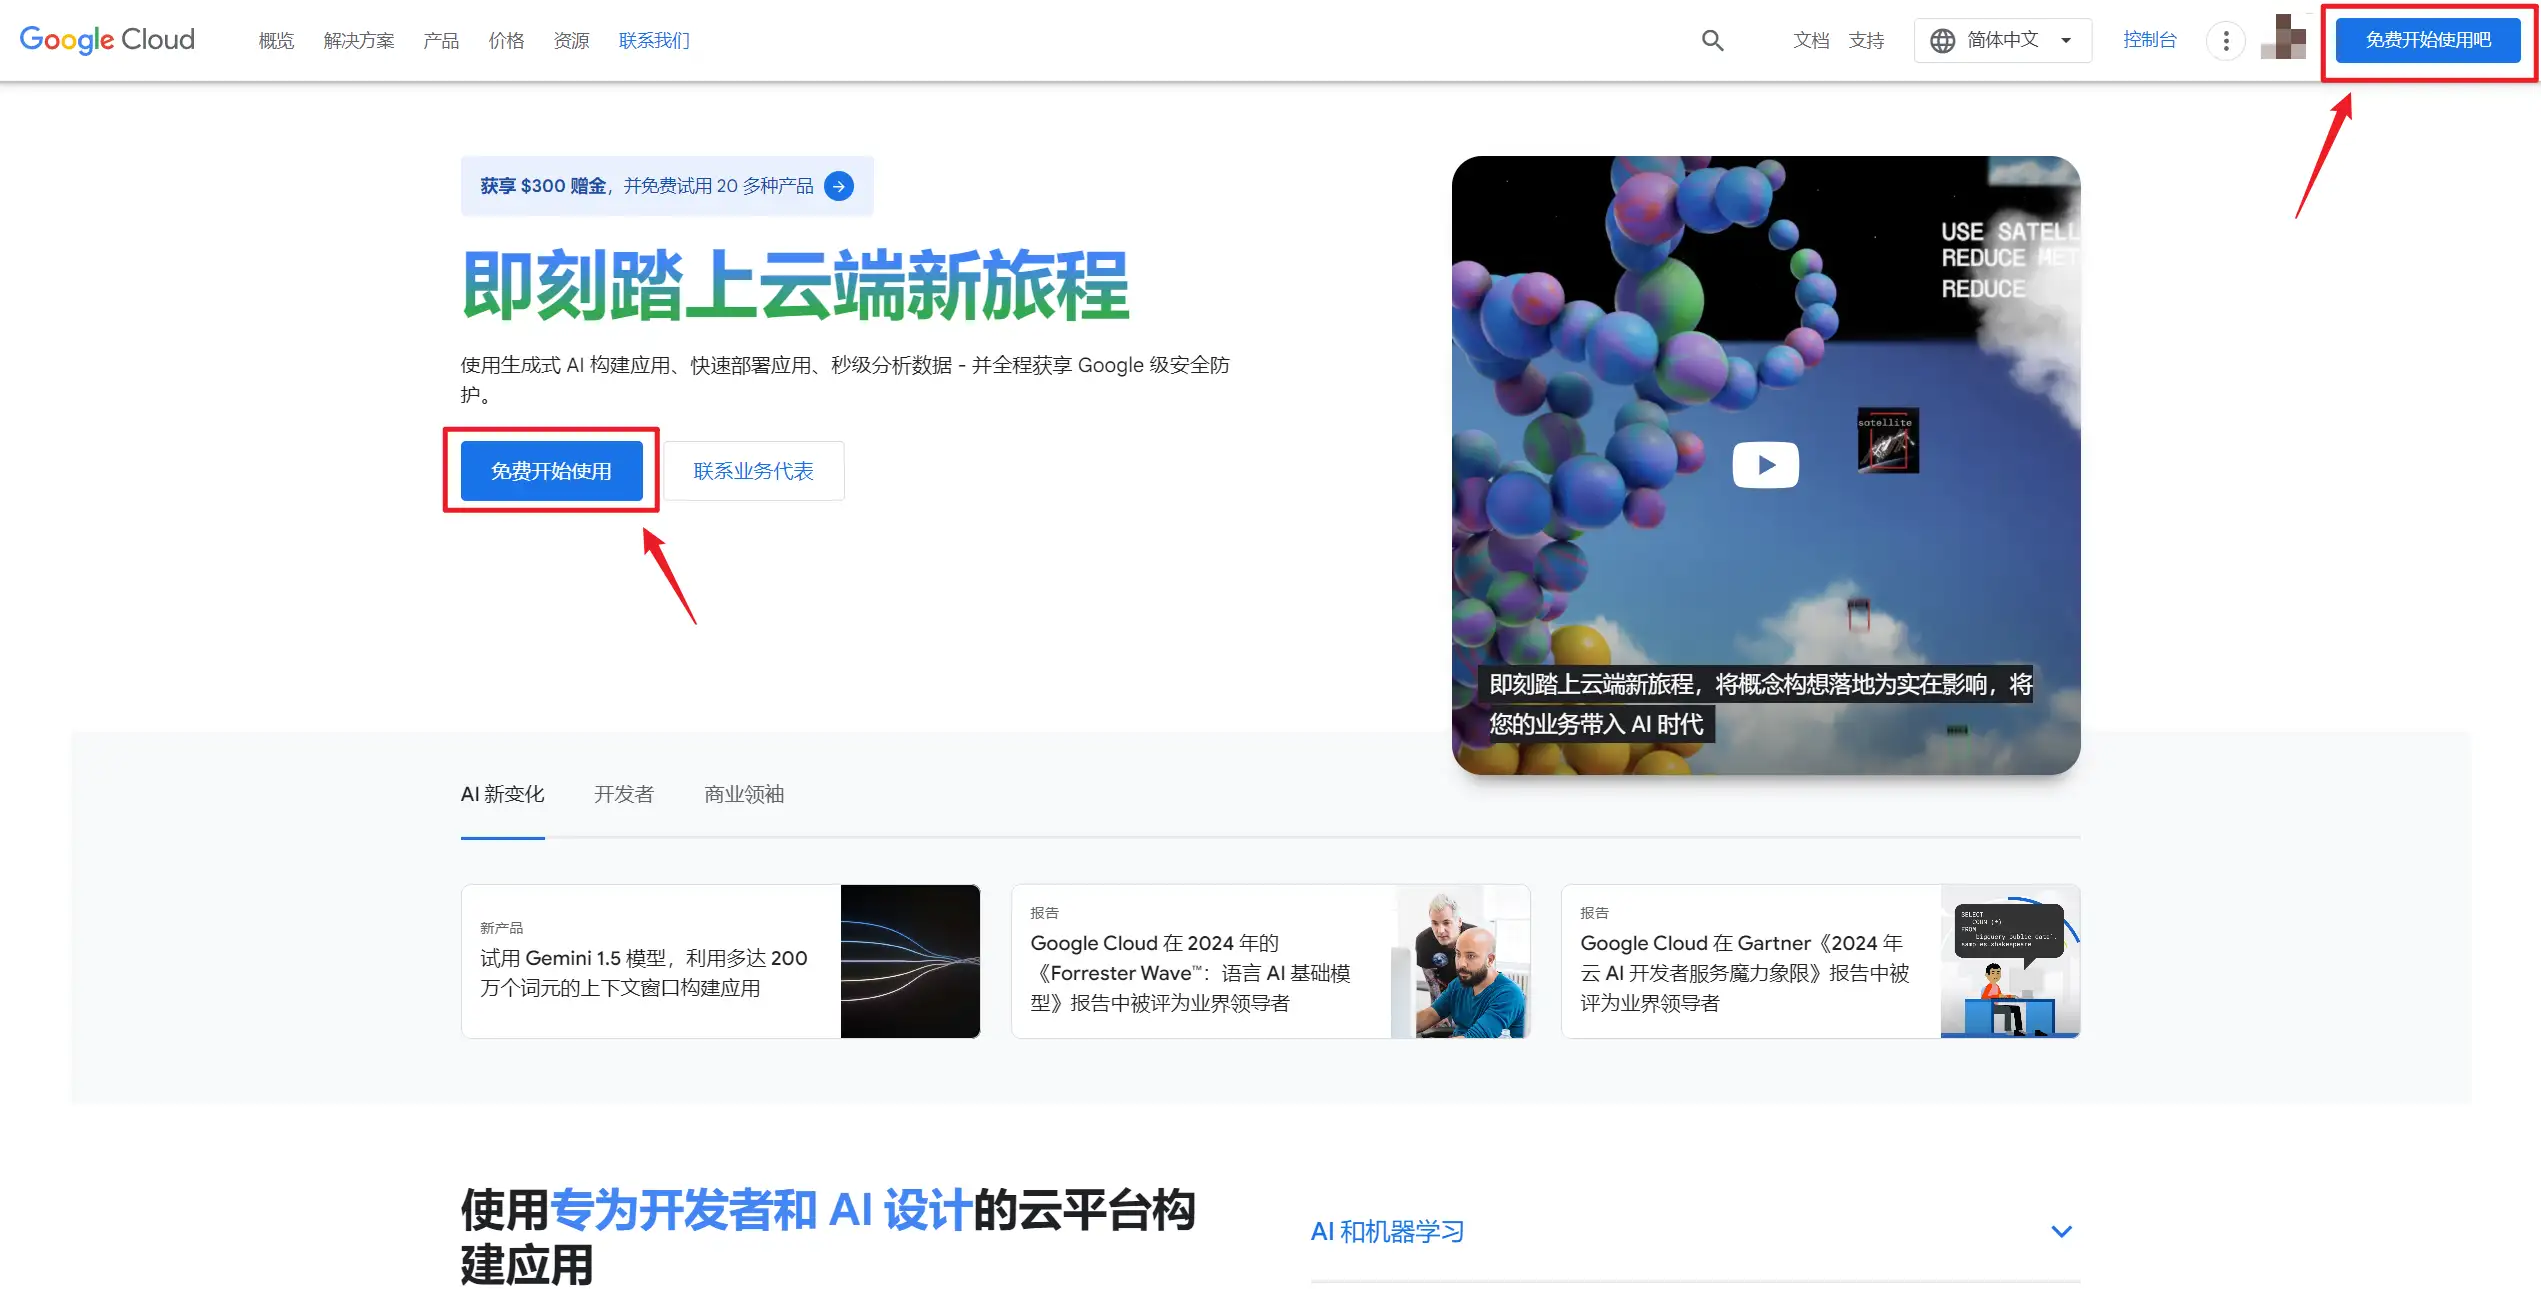 Google Cloud
概览
解决方案
产品
价格
资源
联系我们
文档
支持
简体中文
控制台
免费开始使用吧
获享 $300 赠金，并免费试用 20 多种产品
即刻踏上云端新旅程
使用生成式 AI 构建应用、快速部署应用、秒级分析数据 - 并全程获享 Google 级安全防
护。
免费开始使用
联系业务代表
USE SATELL
REDUCE MET
REDUCE
satellite
即刻踏上云端新旅程，将概念构想落地为实在影响，将
您的业务带入 AI 时代
AI 新变化
开发者
商业领袖
新产品
试用 Gemini 1.5 模型，利用多达 200
万个词元的上下文窗口构建应用
报告
Google Cloud 在 2024 年的
《Forrester Wave™：语言 AI 基础模
型》报告中被评为业界领导者
报告
Google Cloud 在 Gartner《2024 年
云 AI 开发者服务魔力象限》报告中被
评为业界领导者
SELECT
FROM
使用专为开发者和 AI 设计的云平台构
建应用
AI 和机器学习